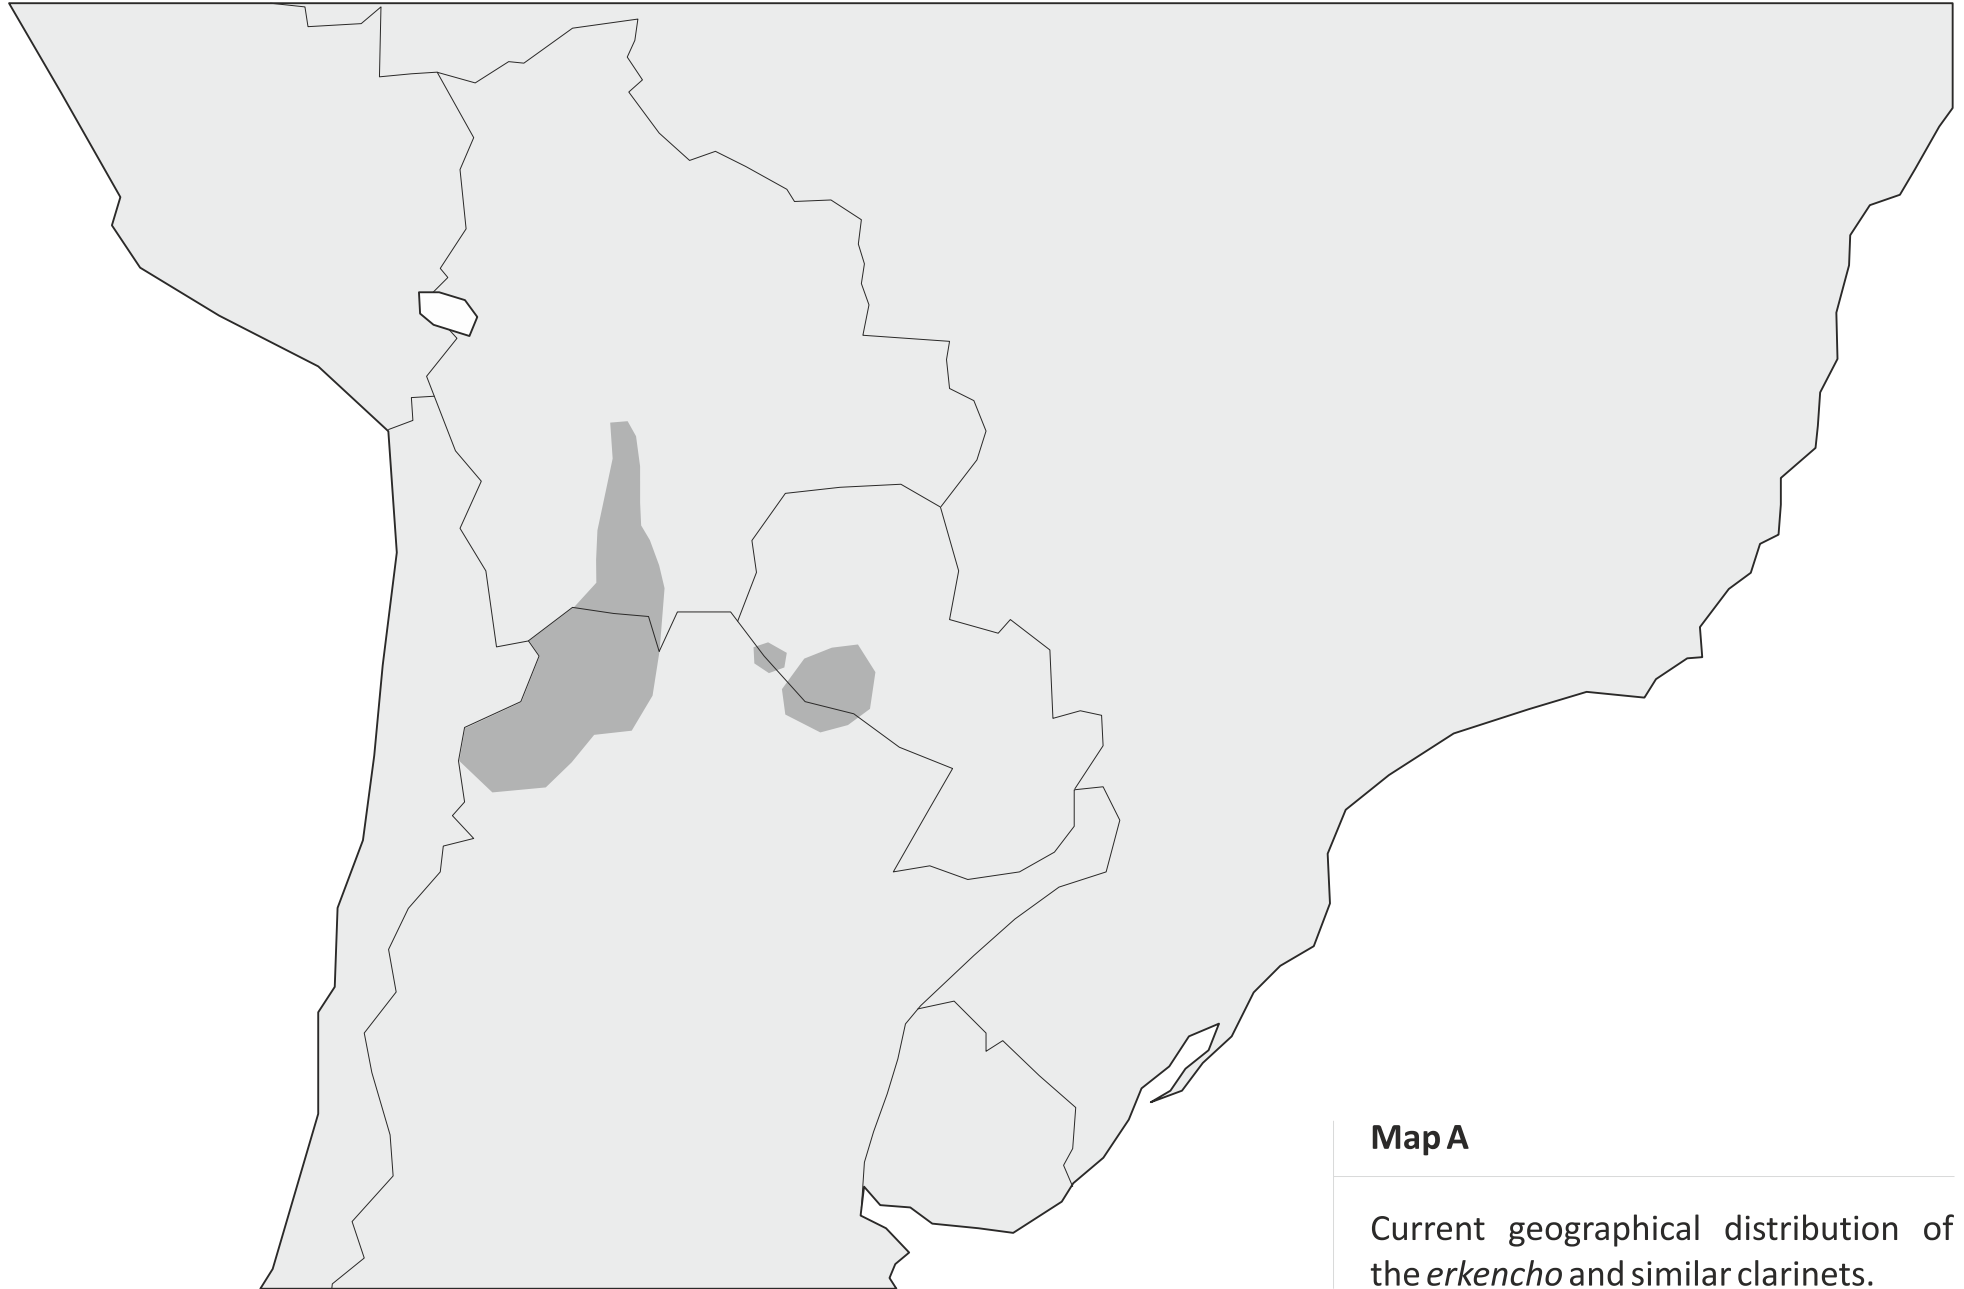 Map A
Current geographical distribution of
the erkencho and similar clarinets.